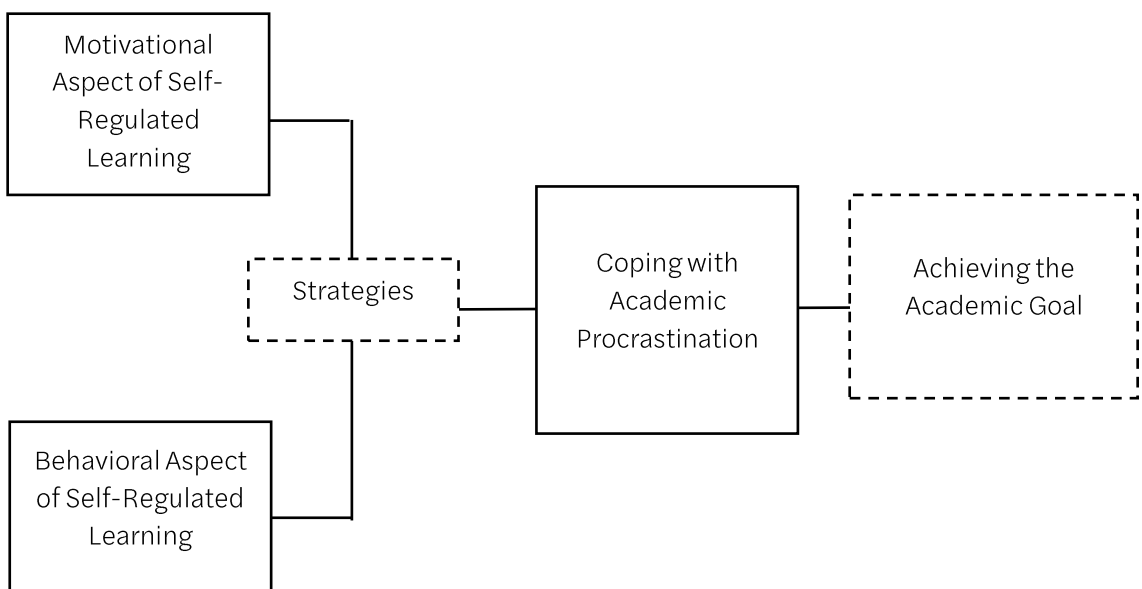 Motivational
Aspect of Self-
Regulated
Learning
Strategies
Coping with
Academic
Procrastination
Achieving the
Academic Goal
Behavioral Aspect
of Self-Regulated
Learning